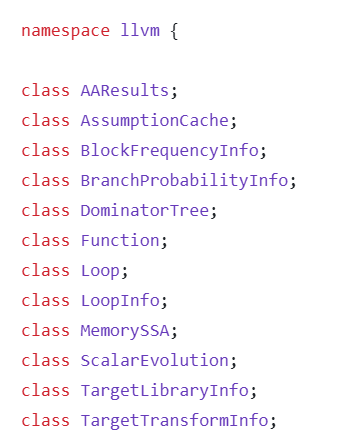 namespace llvm {
class AAResults;
class AssumptionCache;
class BlockFrequencyInfo;
class BranchProbabilityInfo;
class DominatorTree;
class Function;
class Loop;
class LoopInfo;
class MemorySSA;
class ScalarEvolution;
class TargetLibraryInfo;
class TargetTransformInfo;